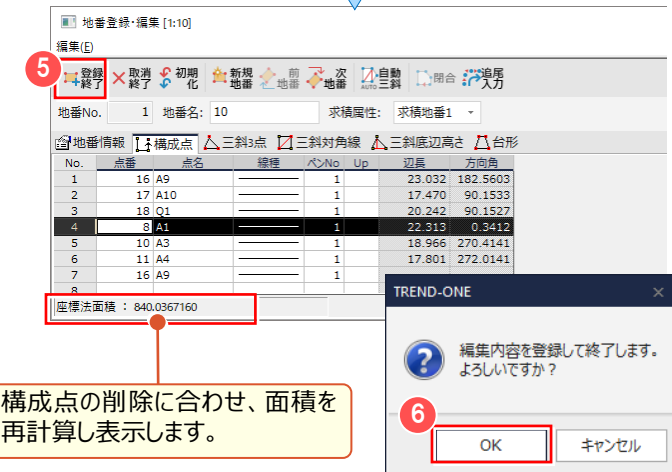 地番登録・編集 [1:10]
編集(E)
5
登録終了 取消終了 初期化 新規地番 前地番 次地番 AUTO 自動三斜 閉合 追尾入力
地番No. 1 地番名: 10 求積属性: 求積地番1
地番情報 構成点 三斜3点 三斜対角線 三斜底辺高さ 台形
No. 点番 点名 線種 ペンNo Up 辺長 方向角
1 16 A9 1 23.032 182.5603
2 17 A10 1 17.470 90.1533
3 18 Q1 1 20.242 90.1527
4 8 A1 1 22.313 0.3412
5 10 A3 1 18.966 270.4141
6 11 A4 1 17.801 272.0141
7 16 A9 1
8
座標法面積 : 840.0367160
TREND-ONE
編集内容を登録して終了します。
よろしいですか?
構成点の削除に合わせ、面積を
再計算し表示します。
6
OK キャンセル